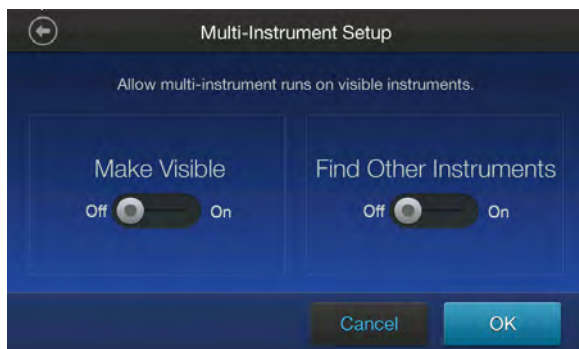 Multi-Instrument Setup
Allow multi-instrument runs on visible instruments.
Make Visible
Off On
Find Other Instruments
Off On
Cancel
OK